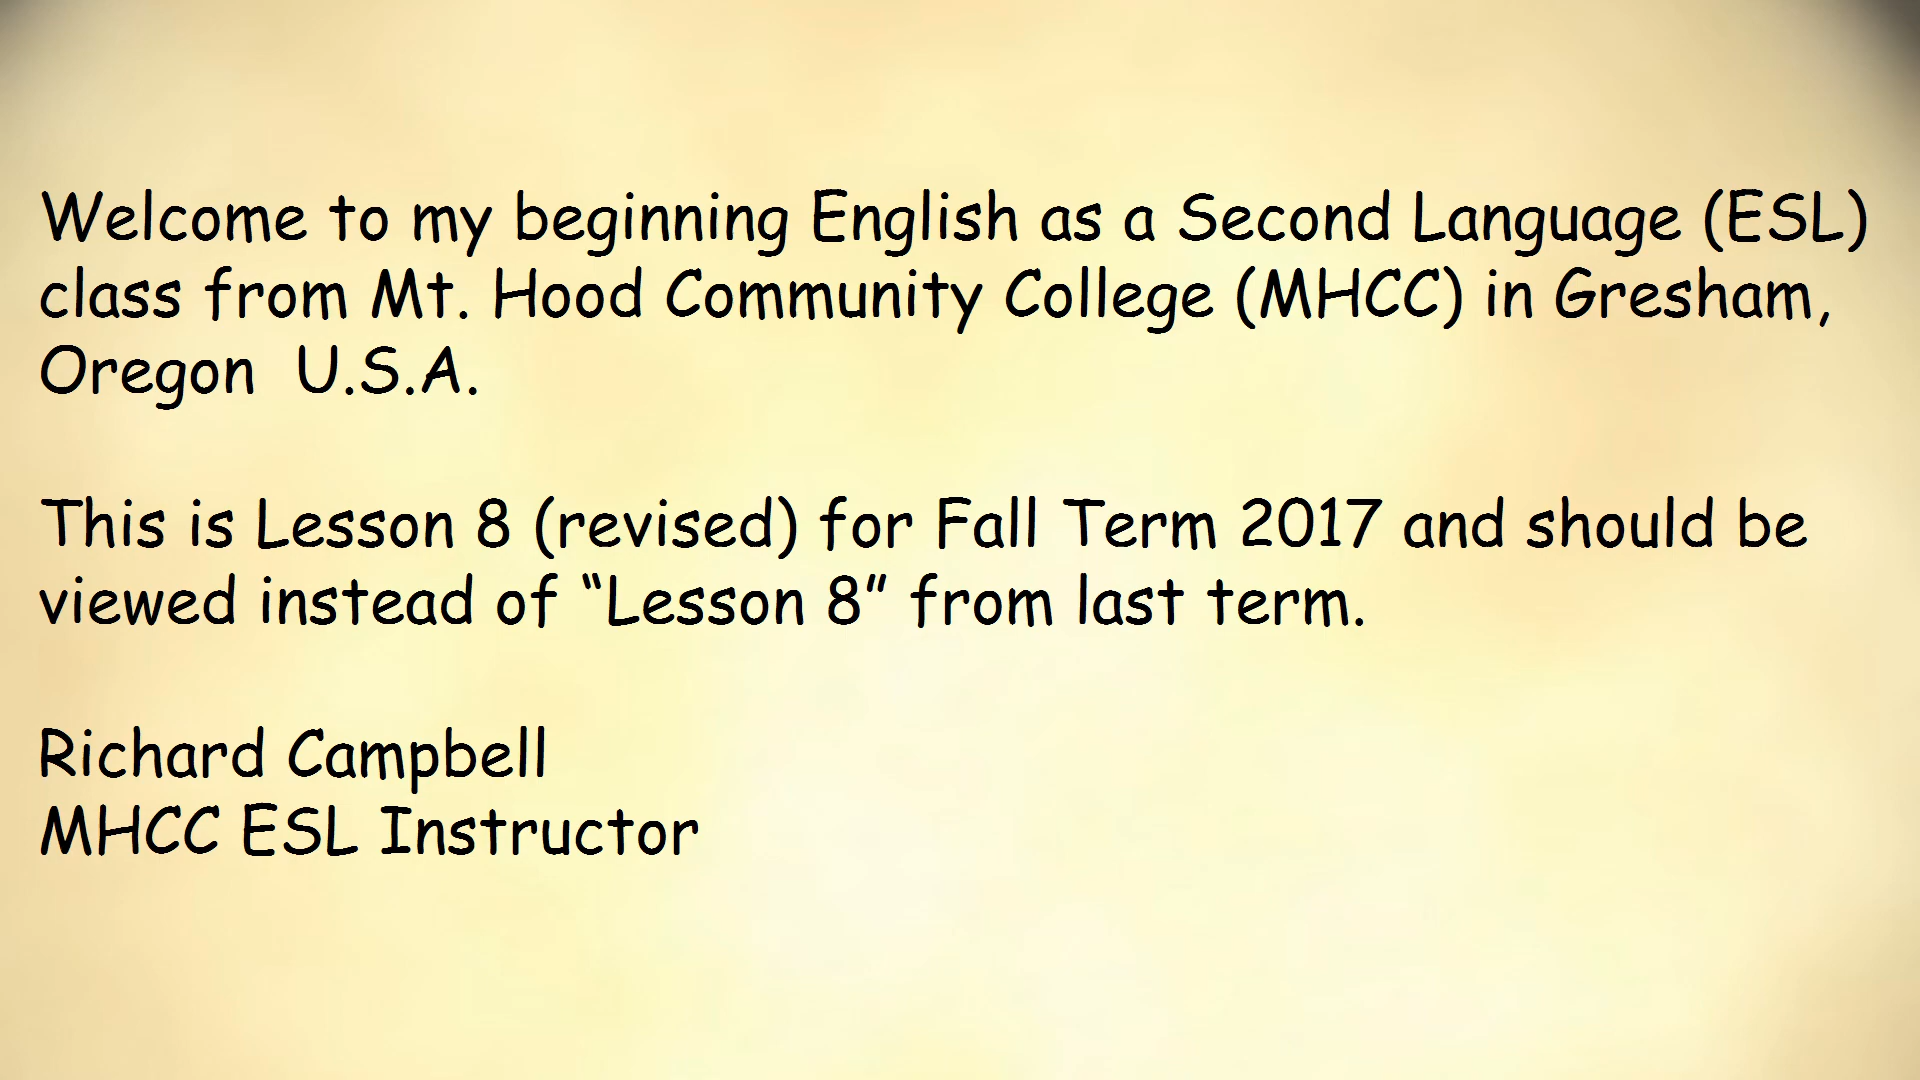 Welcome to my beginning English as a Second Language (ESL)
class from Mt. Hood Community College (MHCC) in Gresham,
Oregon  U.S.A.
This is Lesson 8 (revised) for Fall Term 2017 and should be
viewed instead of “Lesson 8” from last term.
Richard Campbell
MHCC ESL Instructor